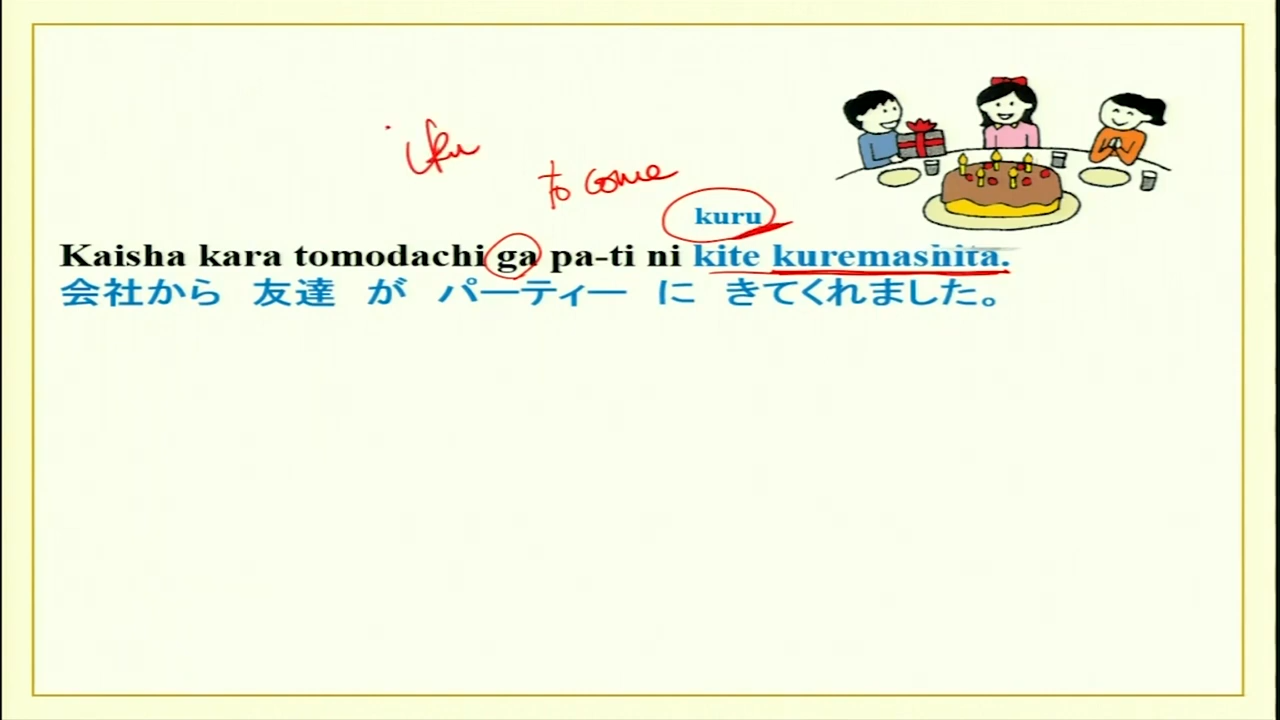 iku
to come
kuru
Kaisha kara tomodachi ga pa-ti ni kite kuremashita.
会社から 友達 が パーティー に きてくれました。